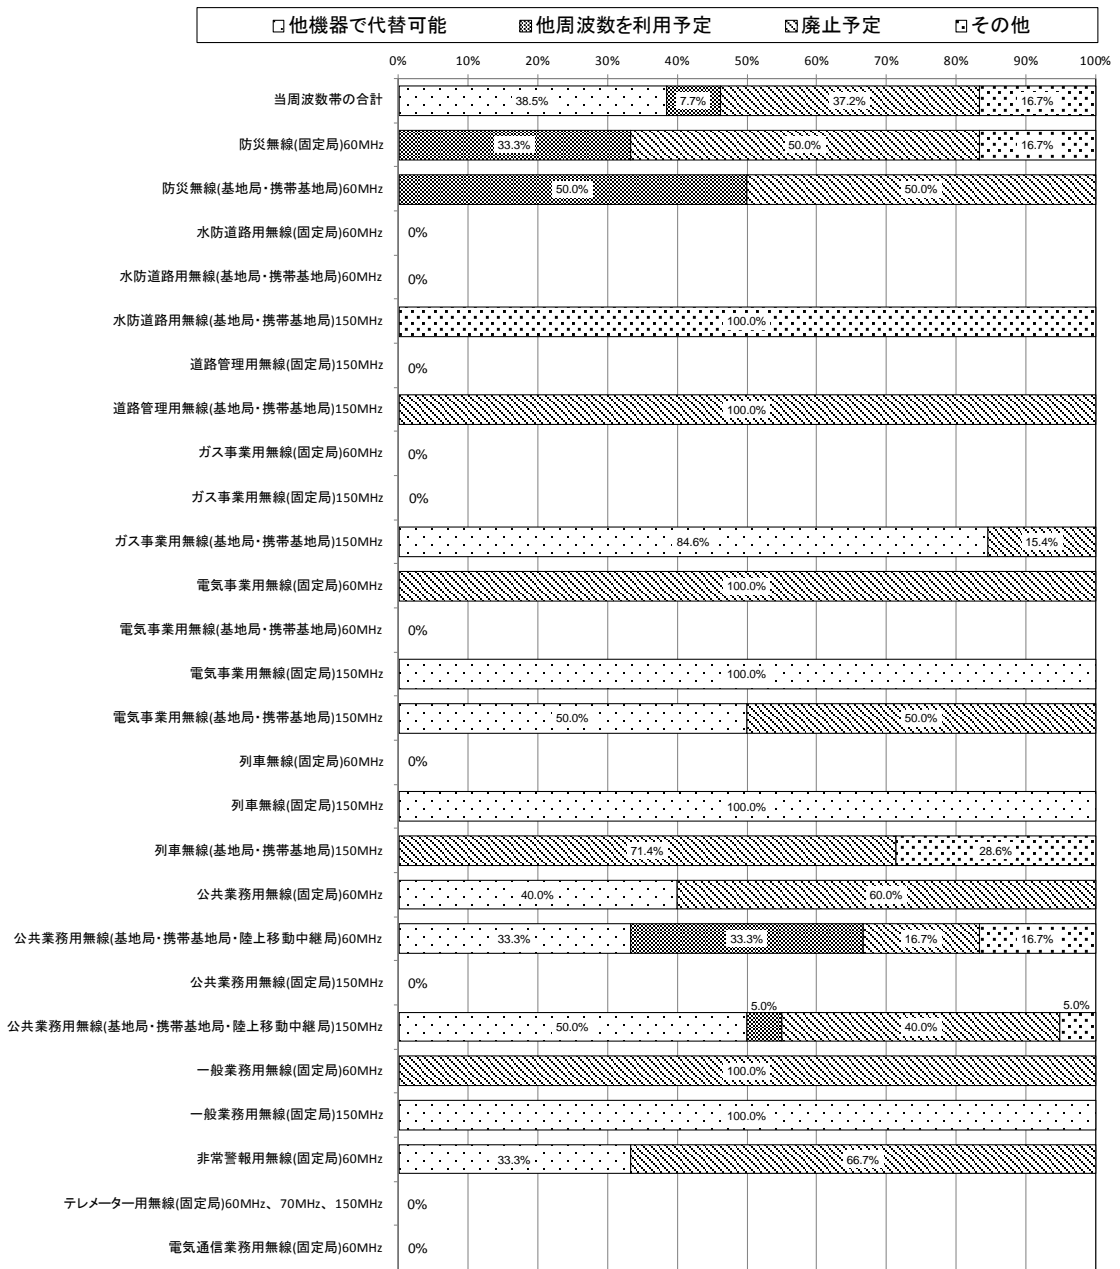 他機器で代替可能 他周波数を利用予定 廃止予定 その他
0% 10% 20% 30% 40% 50% 60% 70% 80% 90% 100%
当周波数帯の合計 38.5% 7.7% 37.2% 16.7%
防災無線(固定局)60MHz 33.3% 50.0% 16.7%
防災無線(基地局・携帯基地局)60MHz 50.0% 50.0%
水防道路用無線(固定局)60MHz 0%
水防道路用無線(基地局・携帯基地局)60MHz 0%
水防道路用無線(基地局・携帯基地局)150MHz 100.0%
道路管理用無線(固定局)150MHz 0%
道路管理用無線(基地局・携帯基地局)150MHz 100.0%
ガス事業用無線(固定局)60MHz 0%
ガス事業用無線(固定局)150MHz 0%
ガス事業用無線(基地局・携帯基地局)150MHz 84.6% 15.4%
電気事業用無線(固定局)60MHz 100.0%
電気事業用無線(基地局・携帯基地局)60MHz 0%
電気事業用無線(固定局)150MHz 100.0%
電気事業用無線(基地局・携帯基地局)150MHz 50.0% 50.0%
列車無線(固定局)60MHz 0%
列車無線(固定局)150MHz 100.0%
列車無線(基地局・携帯基地局)150MHz 71.4% 28.6%
公共業務用無線(固定局)60MHz 40.0% 60.0%
公共業務用無線(基地局・携帯基地局・陸上移動中継局)60MHz 33.3% 33.3% 16.7% 16.7%
公共業務用無線(固定局)150MHz 0%
公共業務用無線(基地局・携帯基地局・陸上移動中継局)150MHz 50.0% 5.0% 40.0% 5.0%
一般業務用無線(固定局)60MHz 100.0%
一般業務用無線(固定局)150MHz 100.0%
非常警報用無線(固定局)60MHz 33.3% 66.7%
テレメーター用無線(固定局)60MHz、70MHz、150MHz 0%
電気通信業務用無線(固定局)60MHz 0%